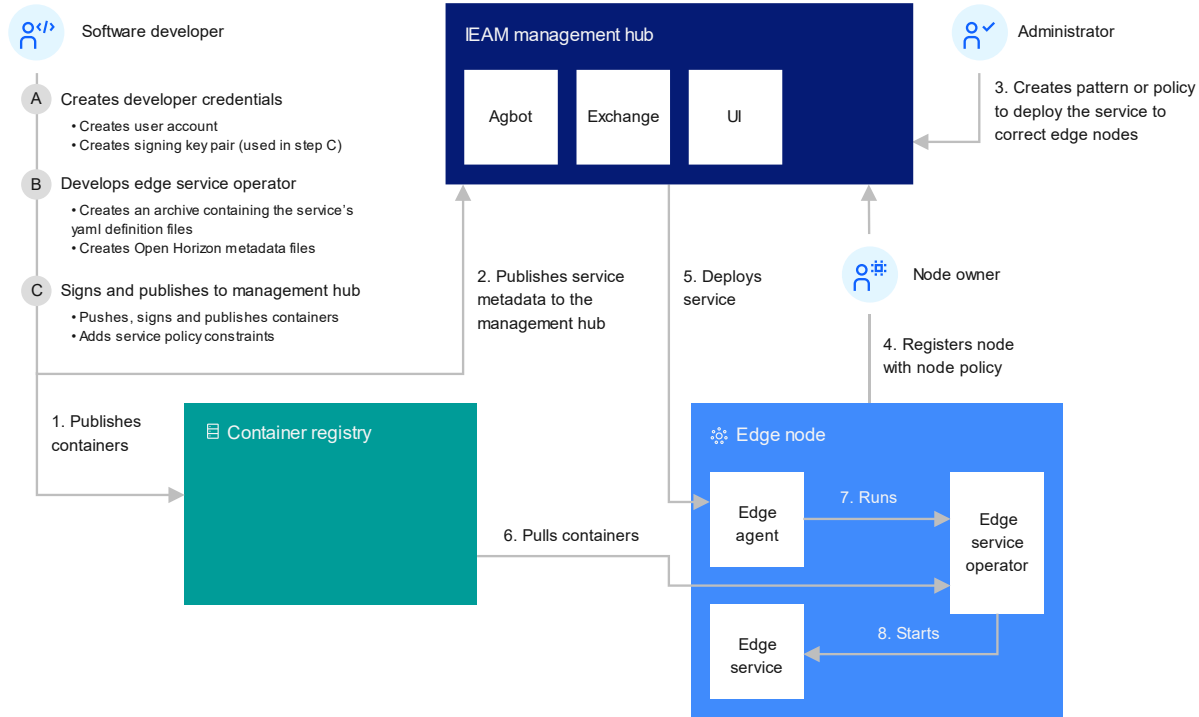 Software developer
A
Creates developer credentials
• Creates user account
• Creates signing key pair (used in step C)
B
Develops edge service operator
• Creates an archive containing the service's
yaml definition files
• Creates Open Horizon metadata files
C
Signs and publishes to management hub
• Pushes, signs and publishes containers
• Adds service policy constraints
IEAM management hub
Agbot
Exchange
UI
Administrator
3. Creates pattern or policy
to deploy the service to
correct edge nodes
2. Publishes service
metadata to the
management hub
5. Deploys
service
Node owner
4. Registers node
with node policy
1. Publishes
containers
Container registry
6. Pulls containers
Edge node
Edge
agent
7. Runs
Edge
service
operator
8. Starts
Edge
service